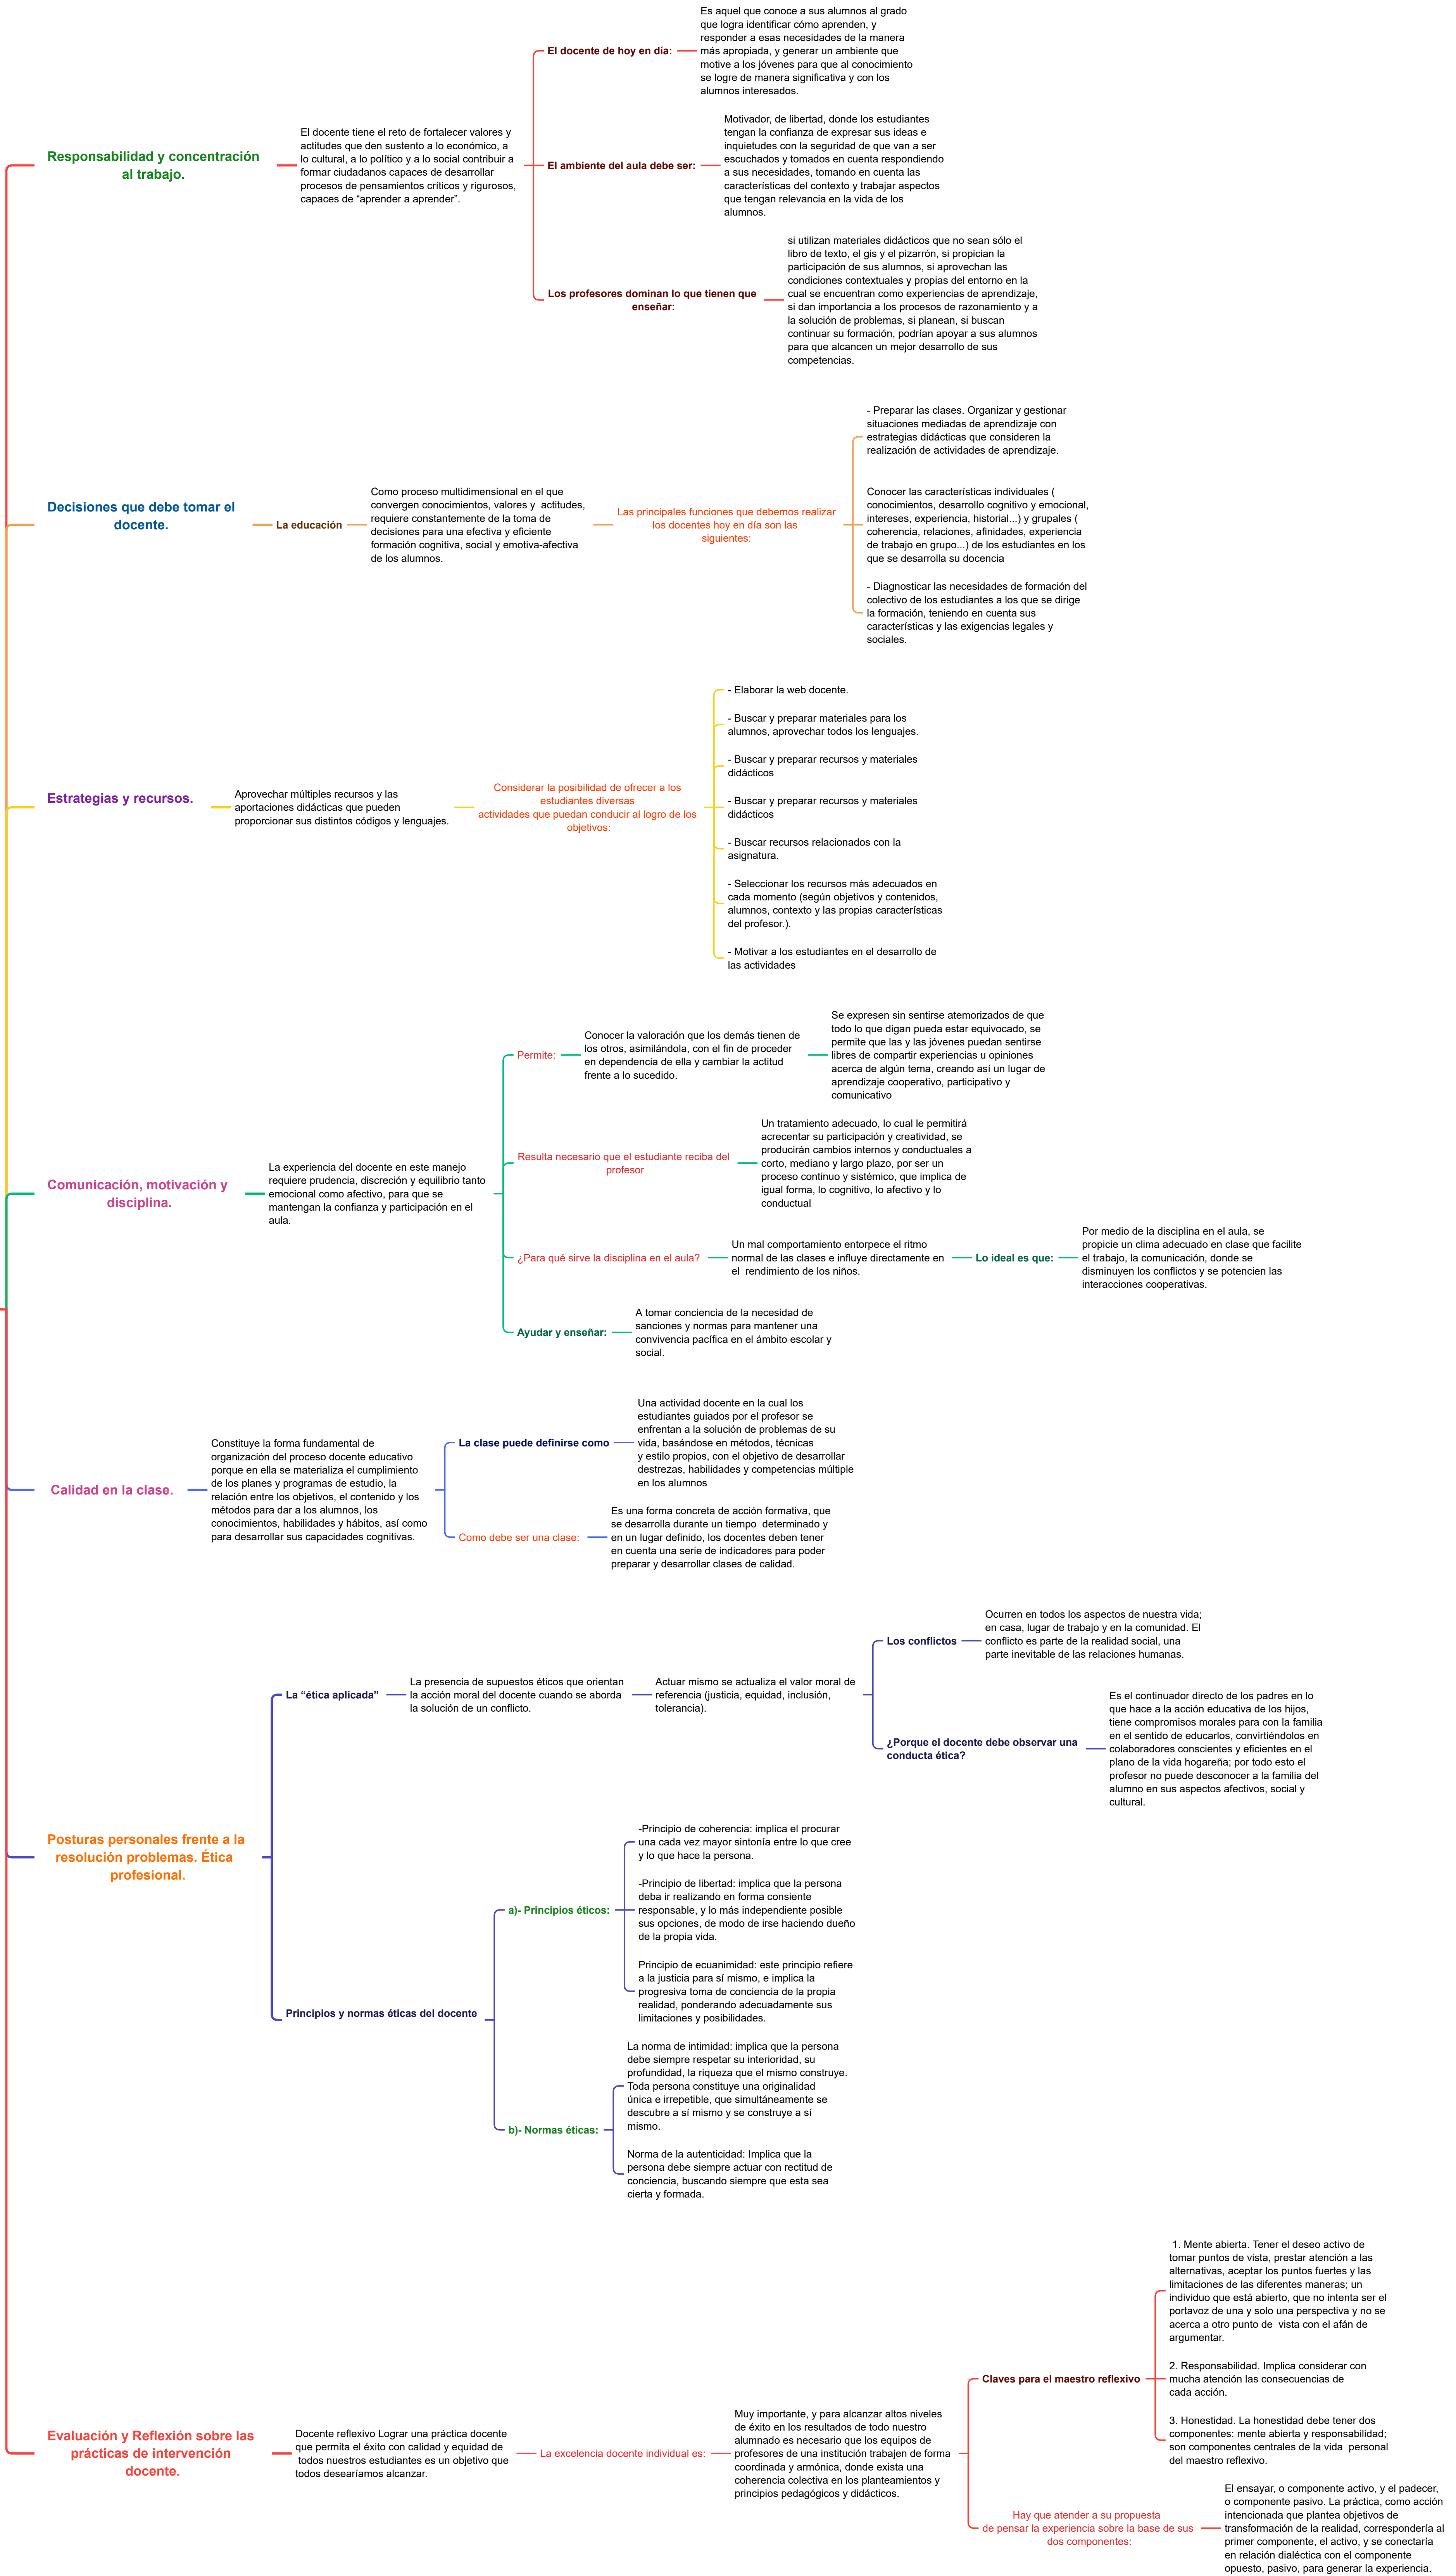 Responsabilidad y concentración
al trabajo.
El docente tiene el reto de fortalecer valores y
actitudes que den sustento a lo económico, a
lo cultural, a lo político y a lo social contribuir a
formar ciudadanos capaces de desarrollar
procesos de pensamientos críticos y rigurosos,
capaces de “aprender a aprender”.
El docente de hoy en día:
Es aquel que conoce a sus alumnos al grado
que logra identificar cómo aprenden, y
responder a esas necesidades de la manera
más apropiada, y generar un ambiente que
motive a los jóvenes para que al conocimiento
se logre de manera significativa y con los
alumnos interesados.
El ambiente del aula debe ser:
Motivador, de libertad, donde los estudiantes
tengan la confianza de expresar sus ideas e
inquietudes con la seguridad de que van a ser
escuchados y tomados en cuenta respondiendo
a sus necesidades, tomando en cuenta las
características del contexto y trabajar aspectos
que tengan relevancia en la vida de los
alumnos.
Los profesores dominan lo que tienen que
enseñar:
si utilizan materiales didácticos que no sean sólo el
libro de texto, el gis y el pizarrón, si propician la
participación de sus alumnos, si aprovechan las
condiciones contextuales y propias del entorno en la
cual se encuentran como experiencias de aprendizaje,
si dan importancia a los procesos de razonamiento y a
la solución de problemas, si planean, si buscan
continuar su formación, podrían apoyar a sus alumnos
para que alcancen un mejor desarrollo de sus
competencias.
Decisiones que debe tomar el
docente.
La educación
Como proceso multidimensional en el que
convergen conocimientos, valores y  actitudes,
requiere constantemente de la toma de
decisiones para una efectiva y eficiente
formación cognitiva, social y emotiva-afectiva
de los alumnos.
Las principales funciones que debemos realizar
los docentes hoy en día son las
siguientes:
- Preparar las clases. Organizar y gestionar
situaciones mediadas de aprendizaje con
estrategias didácticas que consideren la
realización de actividades de aprendizaje.
Conocer las características individuales (
conocimientos, desarrollo cognitivo y emocional,
intereses, experiencia, historial...) y grupales (
coherencia, relaciones, afinidades, experiencia
de trabajo en grupo...) de los estudiantes en los
que se desarrolla su docencia
- Diagnosticar las necesidades de formación del
colectivo de los estudiantes a los que se dirige
la formación, teniendo en cuenta sus
características y las exigencias legales y
sociales.
Estrategias y recursos.
Aprovechar múltiples recursos y las
aportaciones didácticas que pueden
proporcionar sus distintos códigos y lenguajes.
Considerar la posibilidad de ofrecer a los
estudiantes diversas
actividades que puedan conducir al logro de los
objetivos:
- Elaborar la web docente.
- Buscar y preparar materiales para los
alumnos, aprovechar todos los lenguajes.
- Buscar y preparar recursos y materiales
didácticos
- Buscar y preparar recursos y materiales
didácticos
- Buscar recursos relacionados con la
asignatura.
- Seleccionar los recursos más adecuados en
cada momento (según objetivos y contenidos,
alumnos, contexto y las propias características
del profesor.).
- Motivar a los estudiantes en el desarrollo de
las actividades
Comunicación, motivación y
disciplina.
La experiencia del docente en este manejo
requiere prudencia, discreción y equilibrio tanto
emocional como afectivo, para que se
mantengan la confianza y participación en el
aula.
Permite:
Conocer la valoración que los demás tienen de
los otros, asimilándola, con el fin de proceder
en dependencia de ella y cambiar la actitud
frente a lo sucedido.
Se expresen sin sentirse atemorizados de que
todo lo que digan pueda estar equivocado, se
permite que las y las jóvenes puedan sentirse
libres de compartir experiencias u opiniones
acerca de algún tema, creando así un lugar de
aprendizaje cooperativo, participativo y
comunicativo
Resulta necesario que el estudiante reciba del
profesor
Un tratamiento adecuado, lo cual le permitirá
acrecentar su participación y creatividad, se
producirán cambios internos y conductuales a
corto, mediano y largo plazo, por ser un
proceso continuo y sistémico, que implica de
igual forma, lo cognitivo, lo afectivo y lo
conductual
¿Para qué sirve la disciplina en el aula?
Un mal comportamiento entorpece el ritmo
normal de las clases e influye directamente en
el  rendimiento de los niños.
Lo ideal es que:
Por medio de la disciplina en el aula, se
propicie un clima adecuado en clase que facilite
el trabajo, la comunicación, donde se
disminuyen los conflictos y se potencien las
interacciones cooperativas.
Ayudar y enseñar:
A tomar conciencia de la necesidad de
sanciones y normas para mantener una
convivencia pacífica en el ámbito escolar y
social.
Calidad en la clase.
Constituye la forma fundamental de
organización del proceso docente educativo
porque en ella se materializa el cumplimiento
de los planes y programas de estudio, la
relación entre los objetivos, el contenido y los
métodos para dar a los alumnos, los
conocimientos, habilidades y hábitos, así como
para desarrollar sus capacidades cognitivas.
La clase puede definirse como
Una actividad docente en la cual los
estudiantes guiados por el profesor se
enfrentan a la solución de problemas de su
vida, basándose en métodos, técnicas
y estilo propios, con el objetivo de desarrollar
destrezas, habilidades y competencias múltiple
en los alumnos
Como debe ser una clase:
Es una forma concreta de acción formativa, que
se desarrolla durante un tiempo  determinado y
en un lugar definido, los docentes deben tener
en cuenta una serie de indicadores para poder
preparar y desarrollar clases de calidad.
Posturas personales frente a la
resolución problemas. Ética
profesional.
La “ética aplicada”
La presencia de supuestos éticos que orientan
la acción moral del docente cuando se aborda
la solución de un conflicto.
Actuar mismo se actualiza el valor moral de
referencia (justicia, equidad, inclusión,
tolerancia).
Los conflictos
Ocurren en todos los aspectos de nuestra vida;
en casa, lugar de trabajo y en la comunidad. El
conflicto es parte de la realidad social, una
parte inevitable de las relaciones humanas.
¿Porque el docente debe observar una
conducta ética?
Es el continuador directo de los padres en lo
que hace a la acción educativa de los hijos,
tiene compromisos morales para con la familia
en el sentido de educarlos, convirtiéndolos en
colaboradores conscientes y eficientes en el
plano de la vida hogareña; por todo esto el
profesor no puede desconocer a la familia del
alumno en sus aspectos afectivos, social y
cultural.
Principios y normas éticas del docente
a)- Principios éticos:
-Principio de coherencia: implica el procurar
una cada vez mayor sintonía entre lo que cree
y lo que hace la persona.
-Principio de libertad: implica que la persona
deba ir realizando en forma consiente
responsable, y lo más independiente posible
sus opciones, de modo de irse haciendo dueño
de la propia vida.
Principio de ecuanimidad: este principio refiere
a la justicia para sí mismo, e implica la
progresiva toma de conciencia de la propia
realidad, ponderando adecuadamente sus
limitaciones y posibilidades.
b)- Normas éticas:
La norma de intimidad: implica que la persona
debe siempre respetar su interioridad, su
profundidad, la riqueza que el mismo construye.
Toda persona constituye una originalidad
única e irrepetible, que simultáneamente se
descubre a sí mismo y se construye a sí
mismo.
Norma de la autenticidad: Implica que la
persona debe siempre actuar con rectitud de
conciencia, buscando siempre que esta sea
cierta y formada.
Evaluación y Reflexión sobre las
prácticas de intervención
docente.
Docente reflexivo Lograr una práctica docente
que permita el éxito con calidad y equidad de
todos nuestros estudiantes es un objetivo que
todos desearíamos alcanzar.
La excelencia docente individual es:
Muy importante, y para alcanzar altos niveles
de éxito en los resultados de todo nuestro
alumnado es necesario que los equipos de
profesores de una institución trabajen de forma
coordinada y armónica, donde exista una
coherencia colectiva en los planteamientos y
principios pedagógicos y didácticos.
Claves para el maestro reflexivo
1. Mente abierta. Tener el deseo activo de
tomar puntos de vista, prestar atención a las
alternativas, aceptar los puntos fuertes y las
limitaciones de las diferentes maneras; un
individuo que está abierto, que no intenta ser el
portavoz de una y solo una perspectiva y no se
acerca a otro punto de  vista con el afán de
argumentar.
2. Responsabilidad. Implica considerar con
mucha atención las consecuencias de
cada acción.
3. Honestidad. La honestidad debe tener dos
componentes: mente abierta y responsabilidad;
son componentes centrales de la vida  personal
del maestro reflexivo.
Hay que atender a su propuesta
de pensar la experiencia sobre la base de sus
dos componentes:
El ensayar, o componente activo, y el padecer,
o componente pasivo. La práctica, como acción
intencionada que plantea objetivos de
transformación de la realidad, correspondería al
primer componente, el activo, y se conectaría
en relación dialéctica con el componente
opuesto, pasivo, para generar la experiencia.